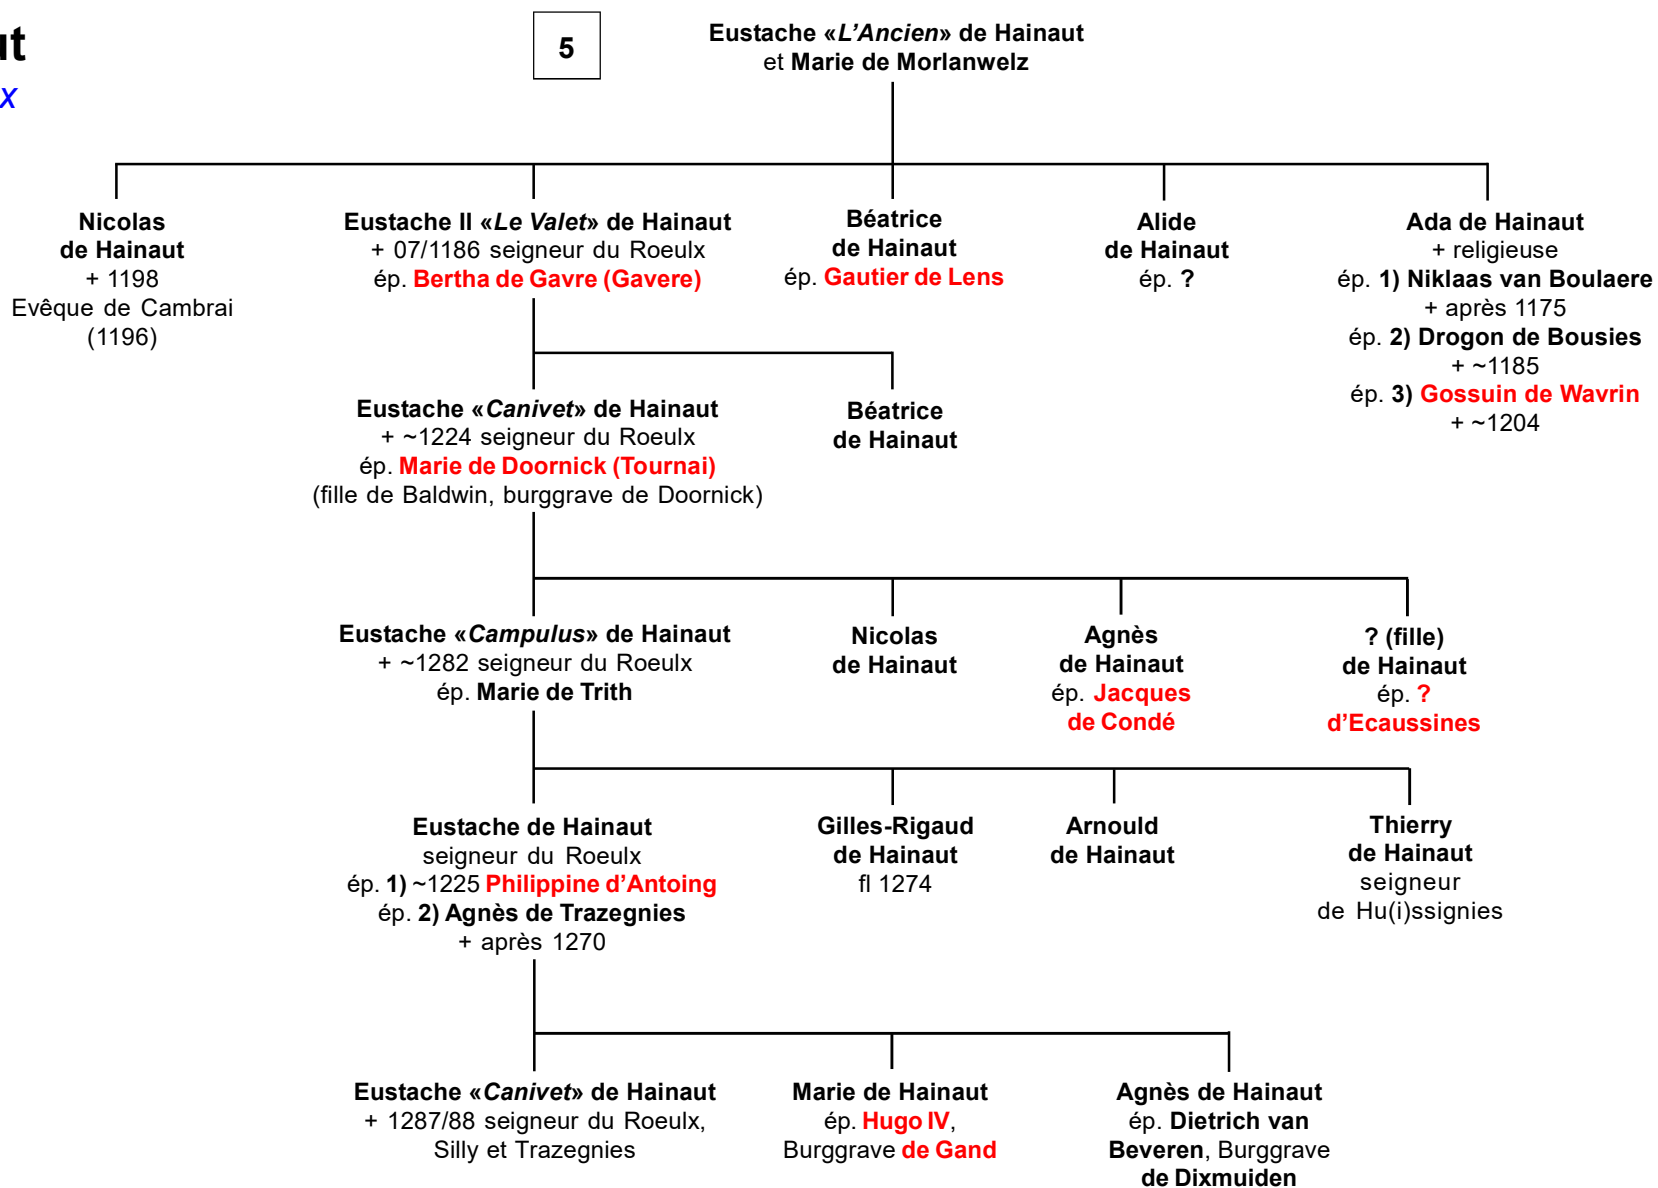 ut
x
5
Eustache «L'Ancien» de Hainaut
et Marie de Morlanwelz
Nicolas
de Hainaut
+ 1198
Evêque de Cambrai
(1196)
Eustache II «Le Valet» de Hainaut
+ 07/1186 seigneur du Roeulx
ép. Bertha de Gavre (Gavere)
Béatrice
de Hainaut
ép. Gautier de Lens
Alide
de Hainaut
ép. ?
Ada de Hainaut
+ religieuse
ép. 1) Niklaas van Boulaere
+ après 1175
ép. 2) Drogon de Bousies
+ ~1185
ép. 3) Gossuin de Wavrin
+ ~1204
Eustache «Canivet» de Hainaut
+ ~1224 seigneur du Roeulx
ép. Marie de Doornick (Tournai)
(fille de Baldwin, burggrave de Doornick)
Béatrice
de Hainaut
Eustache «Campulus» de Hainaut
+ ~1282 seigneur du Roeulx
ép. Marie de Trith
Nicolas
de Hainaut
Agnès
de Hainaut
ép. Jacques
de Condé
? (fille)
de Hainaut
ép. ?
d'Ecaussines
Eustache de Hainaut
seigneur du Roeulx
ép. 1) ~1225 Philippine d'Antoing
ép. 2) Agnès de Trazegnies
+ après 1270
Gilles-Rigaud
de Hainaut
fl 1274
Arnould
de Hainaut
Thierry
de Hainaut
seigneur
de Hu(i)ssignies
Eustache «Canivet» de Hainaut
+ 1287/88 seigneur du Roeulx,
Silly et Trazegnies
Marie de Hainaut
ép. Hugo IV,
Burggrave de Gand
Agnès de Hainaut
ép. Dietrich van
Beveren, Burggrave
de Dixmuiden